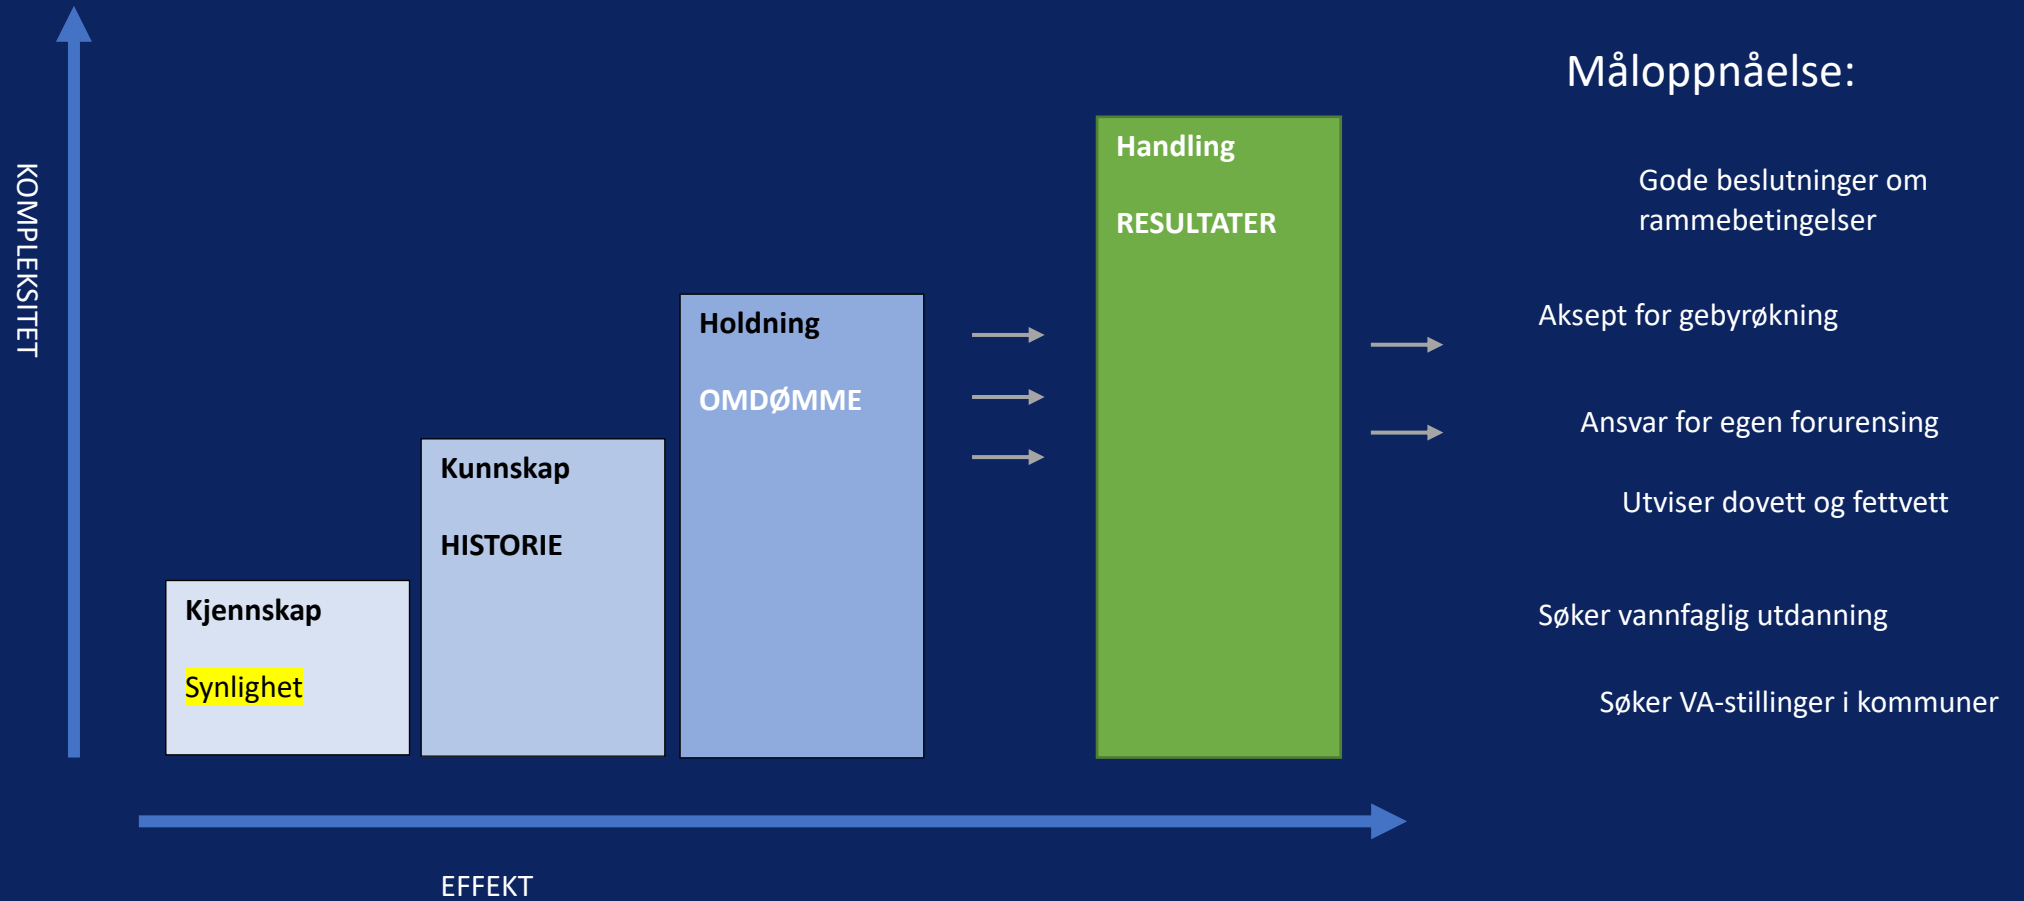 KOMPLEKSITET
Kjennskap
Synlighet
Kunnskap
HISTORIE
Holdning
OMDØMME
Handling
RESULTATER
Måloppnåelse:
Gode beslutninger om
rammebetingelser
Aksept for gebyrøkning
Ansvar for egen forurensing
Utviser dovett og fettvett
Søker vannfaglig utdanning
Søker VA-stillinger i kommuner
EFFEKT